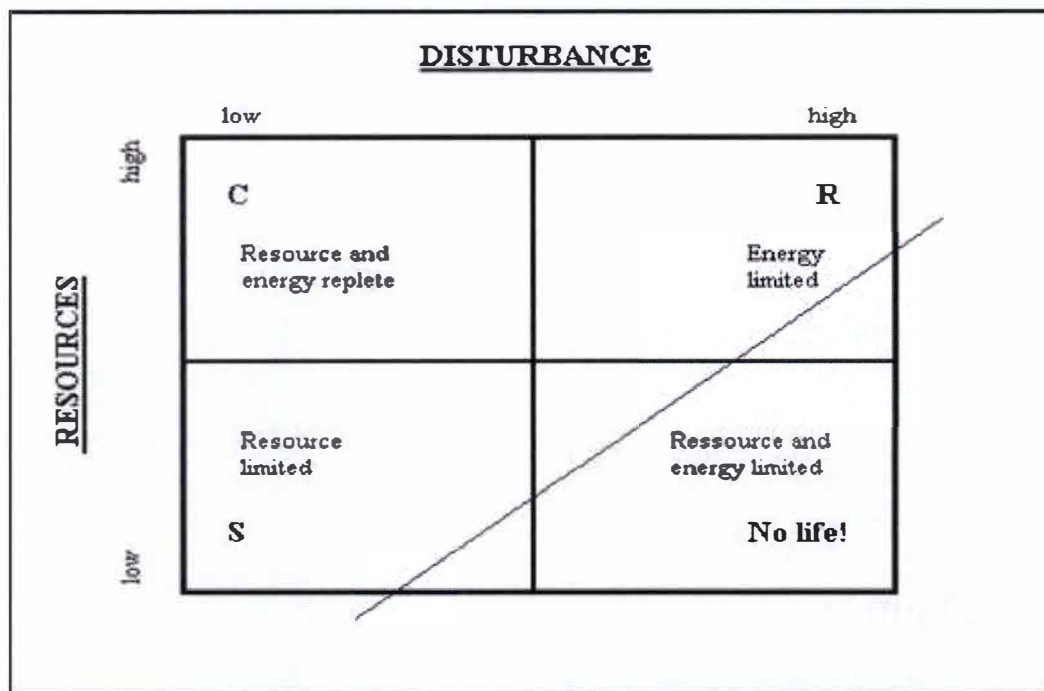 DISTURBANCE
low high
high
C R
Resource and
energy replete
Energy
limited
RESOURCES
Resource
limited
Ressource and
energy limited
S No life!
low